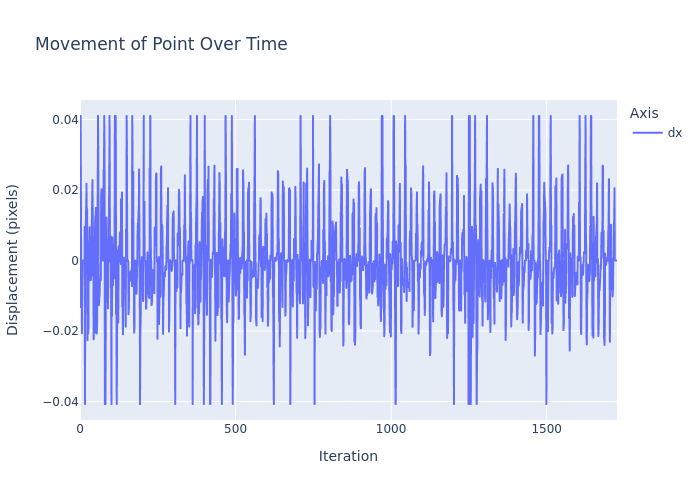 Movement of Point Over Time
Axis
dx
Displacement (pixels)
0.04
0.02
0
−0.02
−0.04
0
500
1000
1500
Iteration